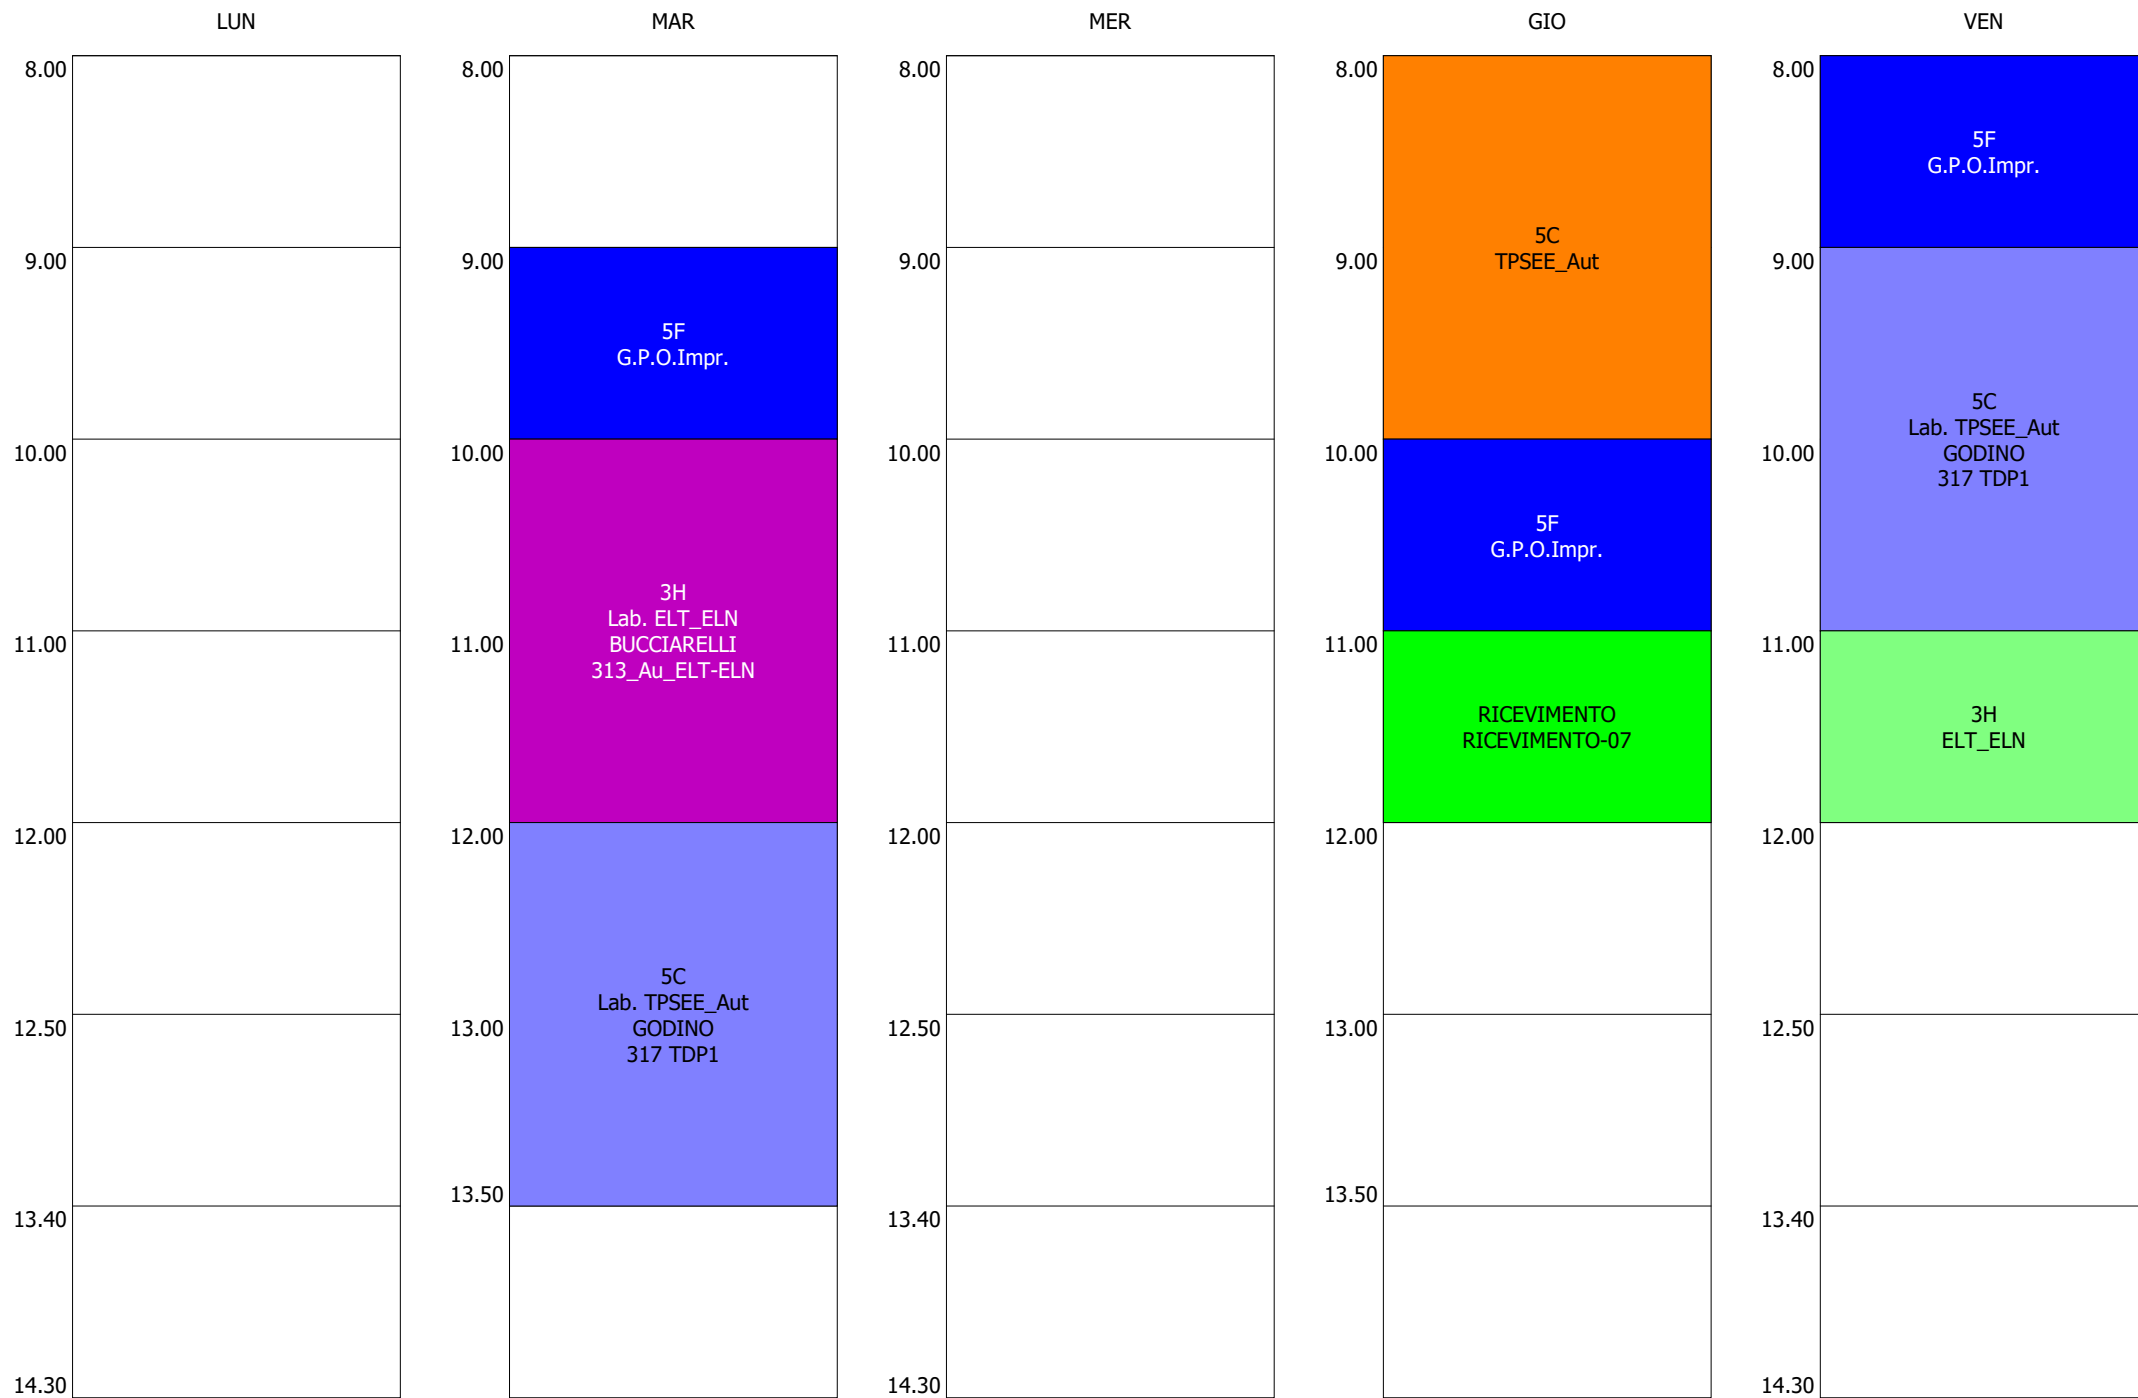 LUN
8.00
9.00
10.00
11.00
12.00
12.50
13.40
14.30
MAR
8.00
9.00
5F
G.P.O.Impr.
10.00
3H
Lab. ELT_ELN
11.00
BUCCIARELLI
313_Au_ELT-ELN
12.00
5C
Lab. TPSEE_Aut
13.00
GODINO
317 TDP1
13.50
MER
8.00
9.00
10.00
11.00
12.00
12.50
13.40
14.30
GIO
8.00
5C
9.00
TPSEE_Aut
10.00
5F
G.P.O.Impr.
11.00
RICEVIMENTO
RICEVIMENTO-07
12.00
13.00
13.50
VEN
8.00
5F
G.P.O.Impr.
9.00
5C
Lab. TPSEE_Aut
10.00
GODINO
317 TDP1
11.00
3H
ELT_ELN
12.00
12.50
13.40
14.30